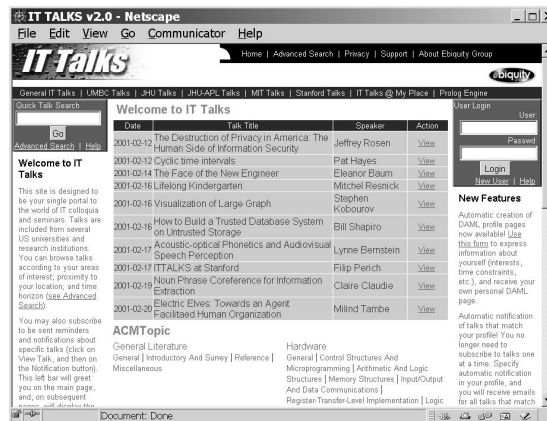 IT TALKS v2.0 - Netscape
File Edit View Go Communicator Help
IT Talks
Home | Advanced Search | Privacy | Support | About Ebiquity Group
ebiquity
General IT Talks | UMBC Talks | JHU Talks | JHU-APL Talks | MIT Talks | Stanford Talks | IT Talks @ My Place | Prolog Engine
Quick Talk Search
Go
Advanced Search | Help
Welcome to IT
Talks
This site is designed to
be your single portal to
the world of IT colloquia
and seminars. Talks are
included from several
US universities and
research institutions.
You can browse talks
according to your areas
of interest; proximity to
your location; and time
horizon (see Advanced
Search).
You may also subscribe
to be sent reminders
and notifications about
specific talks (click on
View Talk, and then on
the Notification button).
This left bar will greet
you on the main page,
and, on subsequent
pages, will display the
Welcome to IT Talks
Date Talk Title Speaker Action
2001-02-12 The Destruction of Privacy in America: The
Human Side of Information Security Jeffrey Rosen View
2001-02-12 Cyclic time intervals Pat Hayes View
2001-02-14 The Face of the New Engineer Eleanor Baum View
2001-02-16 Lifelong Kindergarten Mitchel Resnick View
2001-02-16 Visualization of Large Graph Stephen
Kobourov View
2001-02-16 How to Build a Trusted Database System
on Untrusted Storage Bill Shapiro View
2001-02-17 Acoustic-optical Phonetics and Audiovisual
Speech Perception Lynne Bernstein View
2001-02-17 ITTALKS at Stanford Filip Perich View
2001-02-19 Noun Phrase Coreference for Information
Extraction Claire Claudie View
2001-02-20 Electric Elves: Towards an Agent
Facilitaed Human Organization Milind Tambe View
ACMTopic
General Literature
General | Introductory And Survey | Reference |
Miscellaneous
Hardware
General | Control Structures And
Microprogramming | Arithmetic And Logic
Structures | Memory Structures | Input/Output
And Data Communications |
Register-Transfer-Level Implementation | Logic
User Login
User:
Passwd:
Login
New User | Help
New Features
Automatic creation of
DAML profile pages
now available! Use
this form to express
information about
yourself (interests,
time constraints,
etc.), and receive your
own personal DAML
page.
Automatic notification
of talks that match
your profile! You no
longer need to
subscribe to talks one
at a time. Specify
automatic notification
in your profile, and
you will receive emails
for all talks that match
Document: Done